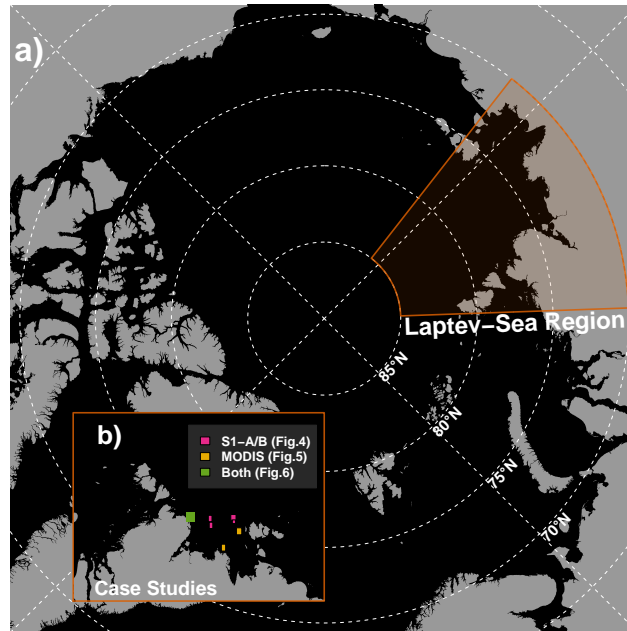 a)
Laptev−Sea Region
85°N
80°N
75°N
70°N
b)
S1−A/B (Fig.4)
MODIS (Fig.5)
Both (Fig.6)
Case Studies